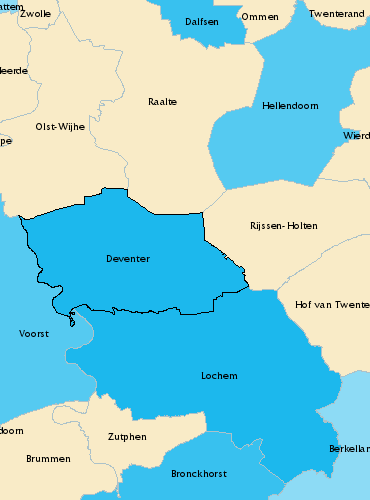 attem
Zwolle
Dalfsen
Ommen
Twenterand
eerde
Raalte
Hellendoorn
Olst-Wijhe
Wierd
pe
Rijssen-Holten
Deventer
Hof van Twente
Voorst
Lochem
doorn
Zutphen
Brummen
Berkellan
Bronckhorst